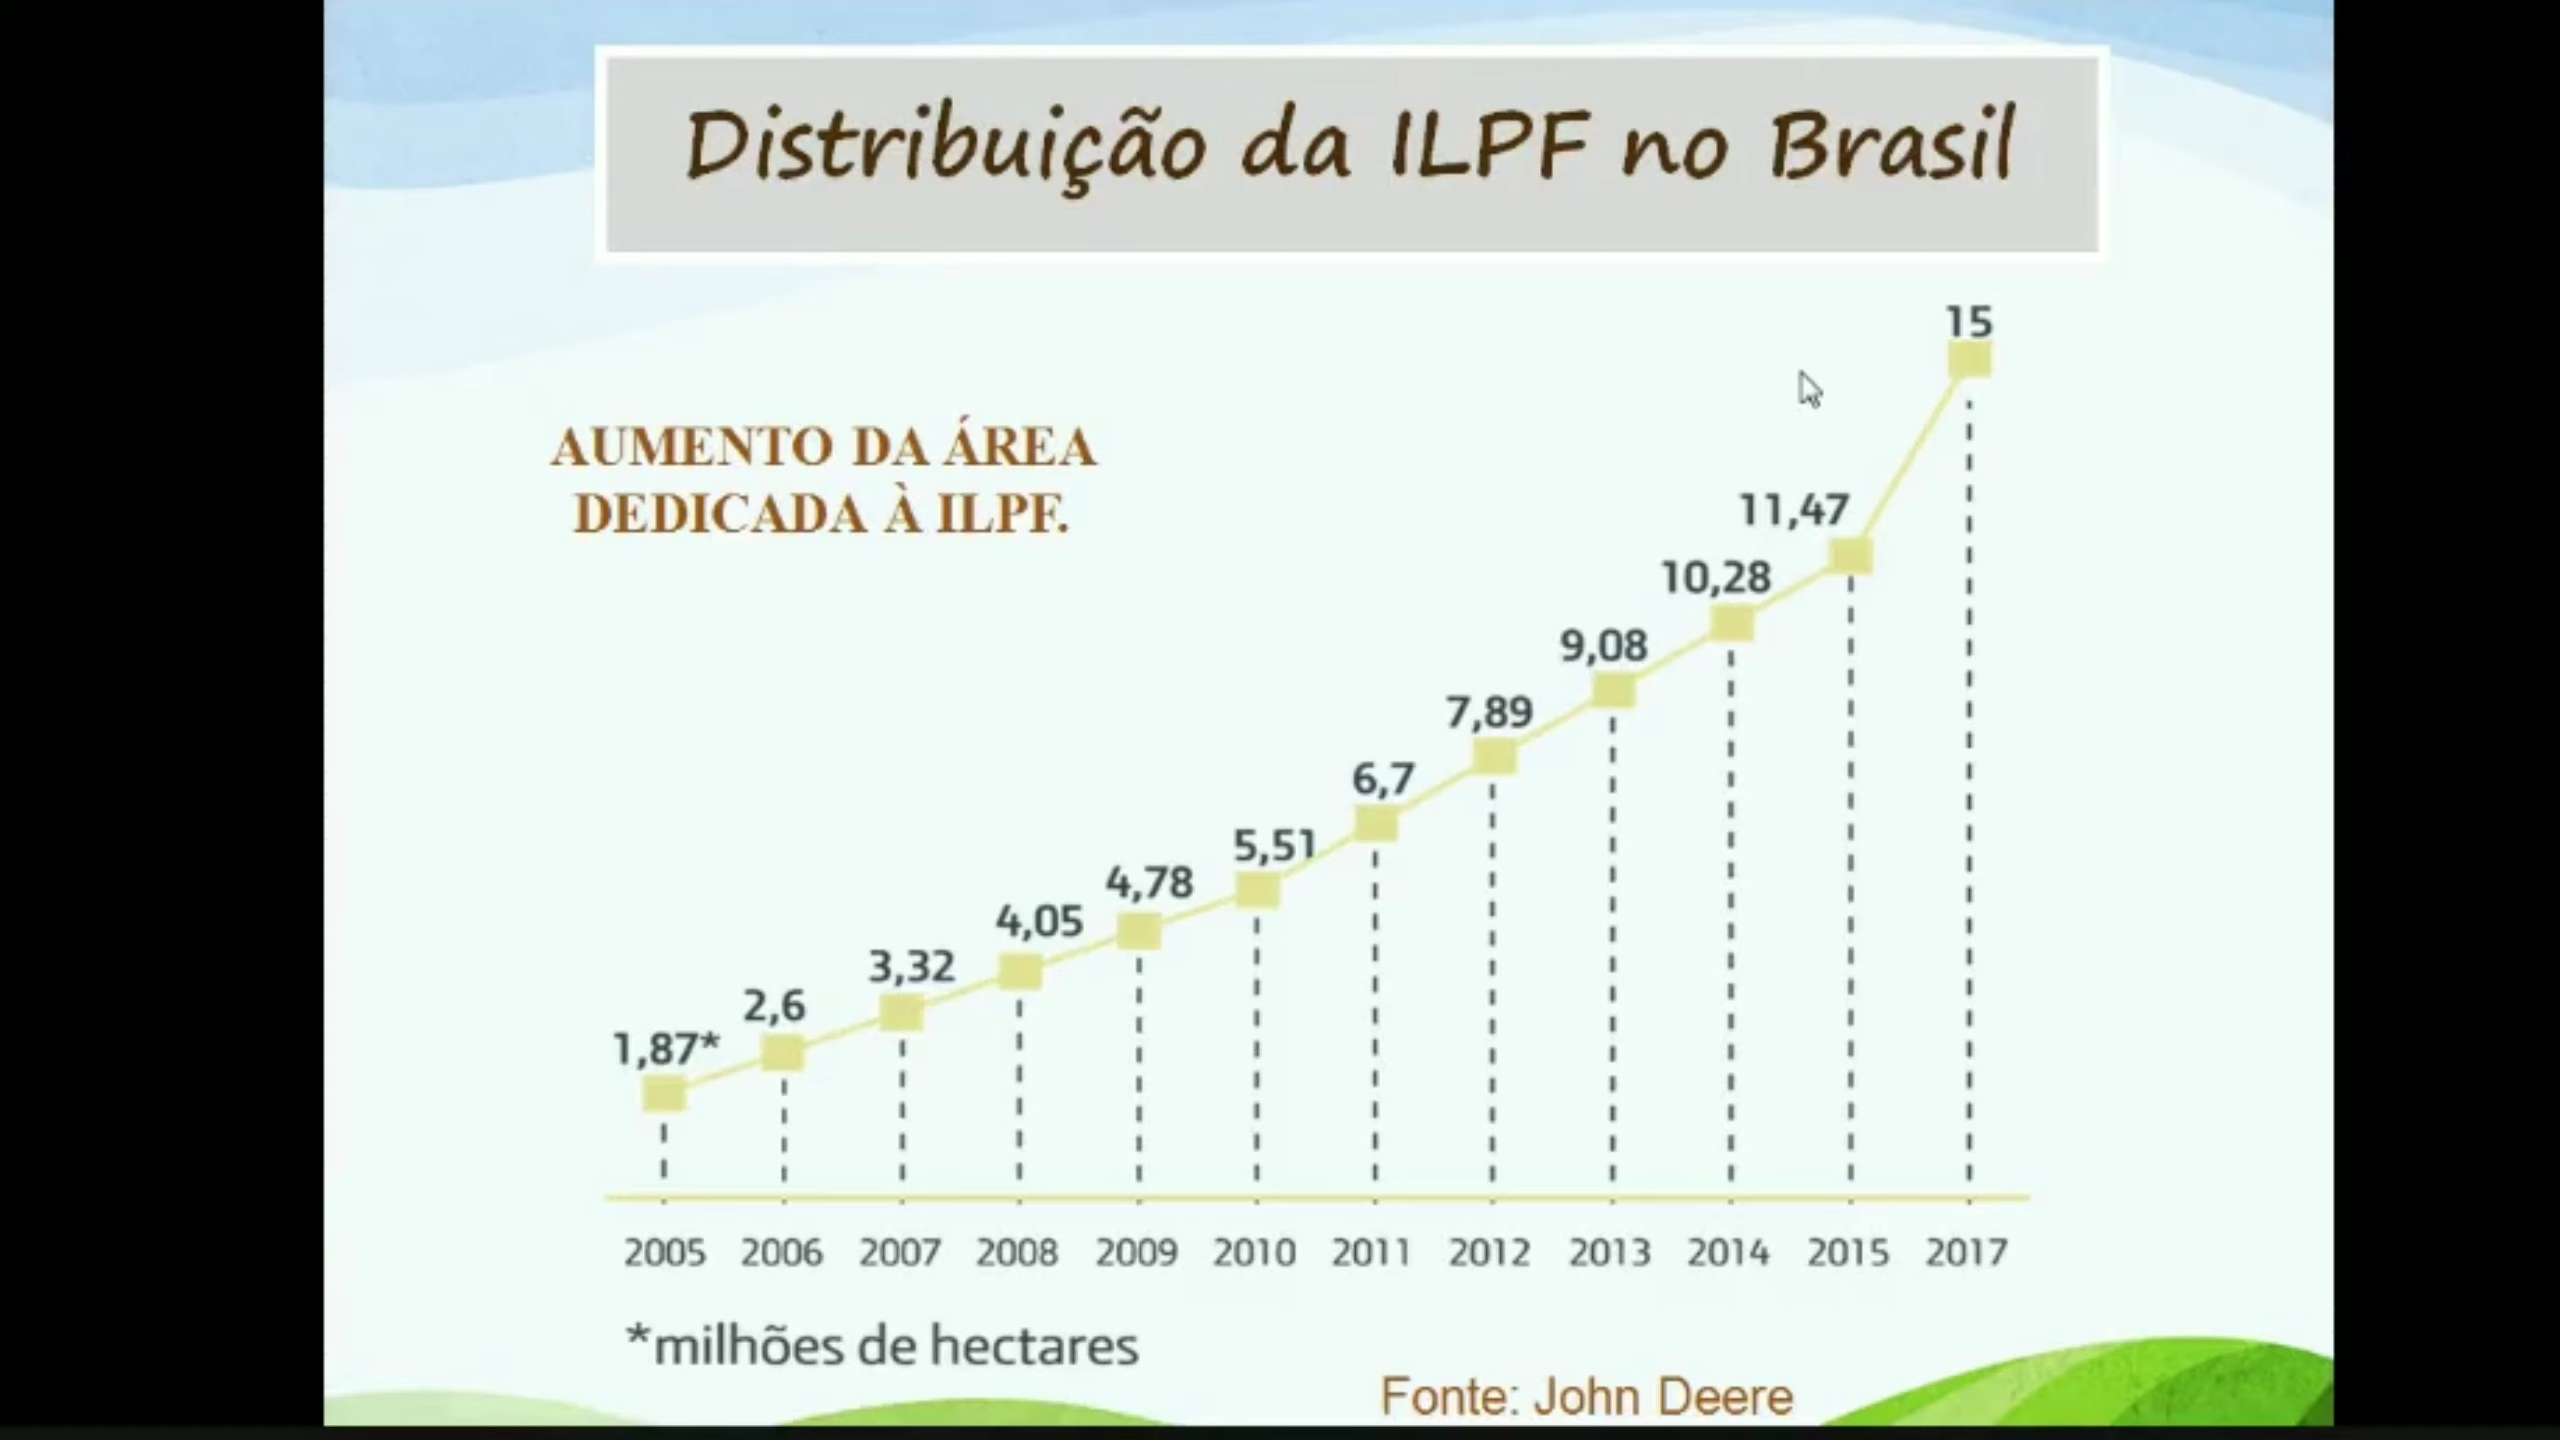 Distribuição da ILPF no Brasil
AUMENTO DA ÁREA
DEDICADA À ILPF.
1,87*
2,6
3,32
4,05
4,78
5,51
6,7
7,89
9,08
10,28
11,47
15
2005 2006 2007 2008 2009 2010 2011 2012 2013 2014 2015 2017
*milhões de hectares
Fonte: John Deere